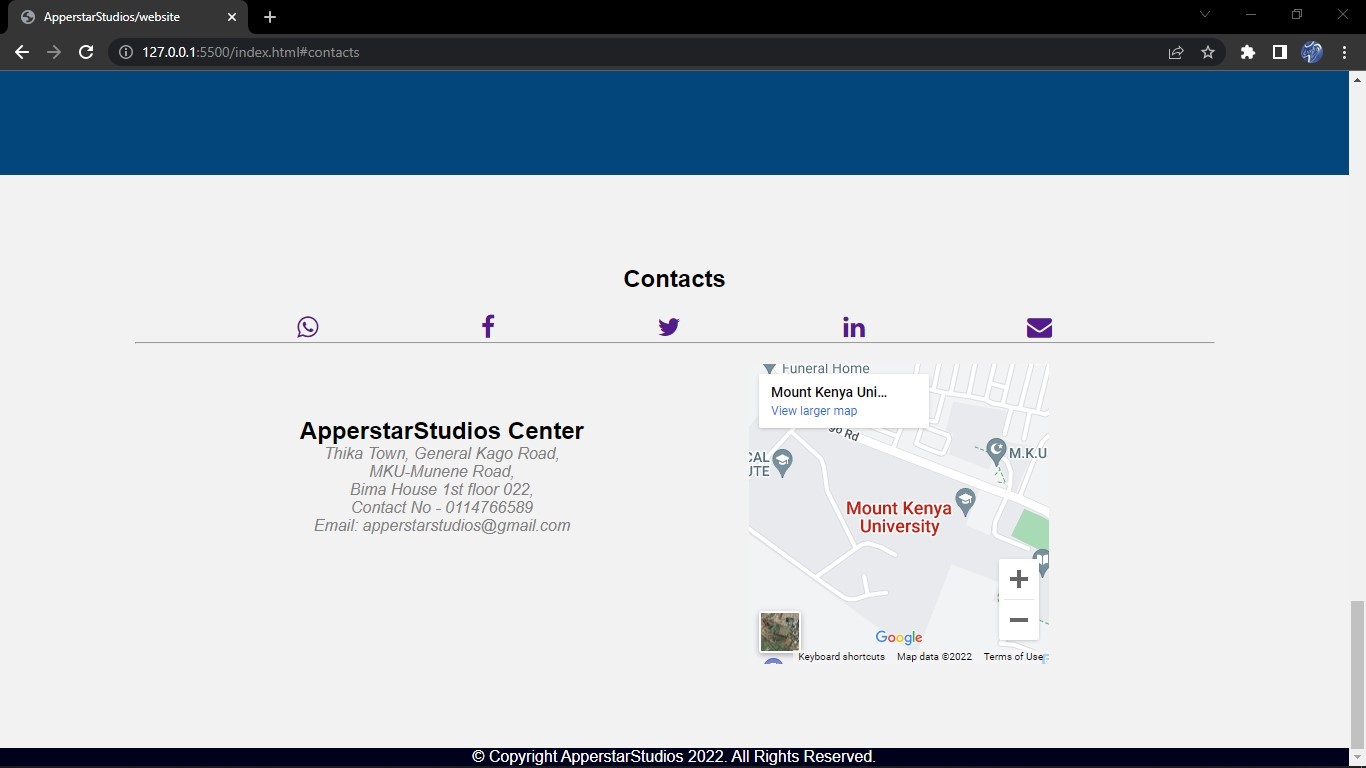 ApperstarStudios/website
127.0.0.1:5500/index.html#contacts
Contacts
ApperstarStudios Center
Thika Town, General Kago Road,
MKU-Munene Road,
Bima House 1st floor 022,
Contact No - 0114766589
Email: apperstarstudios@gmail.com
Funeral Home
Mount Kenya Uni...
View larger map
go Rd
M.K.U
CAL
UTE
Mount Kenya
University
Google
Keyboard shortcuts Map data ©2022 Terms of Use
© Copyright ApperstarStudios 2022. All Rights Reserved.